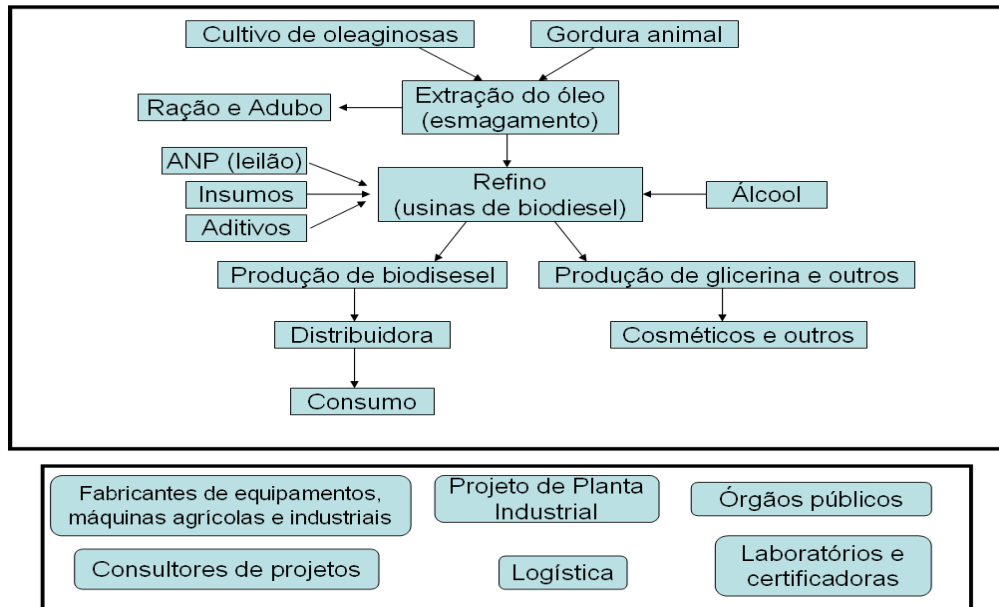 Cultivo de oleaginosas
Gordura animal
Extração do óleo
(esmagamento)
Ração e Adubo
ANP (leilão)
Insumos
Aditivos
Refino
(usinas de biodiesel)
Álcool
Produção de biodisesel
Produção de glicerina e outros
Distribuidora
Cosméticos e outros
Consumo
Fabricantes de equipamentos,
máquinas agrícolas e industriais
Projeto de Planta
Industrial
Órgãos públicos
Consultores de projetos
Logística
Laboratórios e
certificadoras